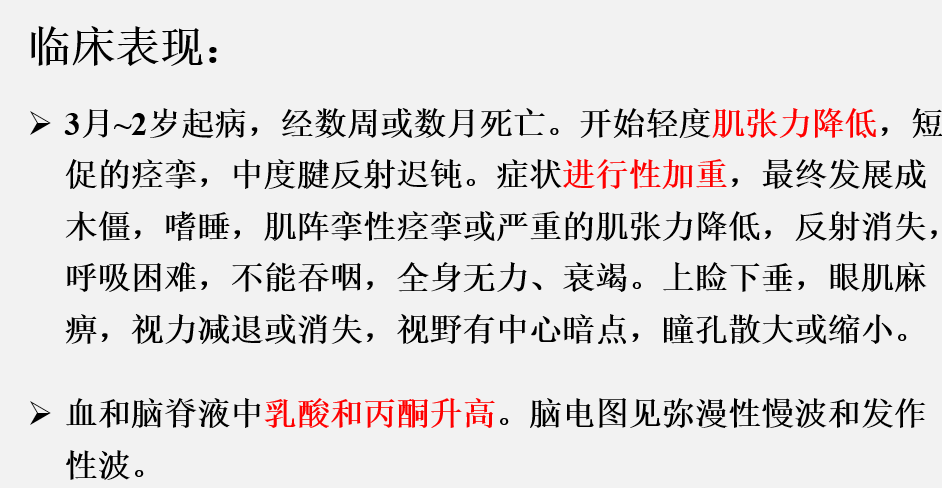 临床表现：
➢ 3月~2岁起病，经数周或数月死亡。开始轻度肌张力降低，短
促的痉挛，中度腱反射迟钝。症状进行性加重，最终发展成
木僵，嗜睡，肌阵挛性痉挛或严重的肌张力降低，反射消失，
呼吸困难，不能吞咽，全身无力、衰竭。上睑下垂，眼肌麻
痹，视力减退或消失，视野有中心暗点，瞳孔散大或缩小。
➢ 血和脑脊液中乳酸和丙酮升高。脑电图见弥漫性慢波和发作
性波。